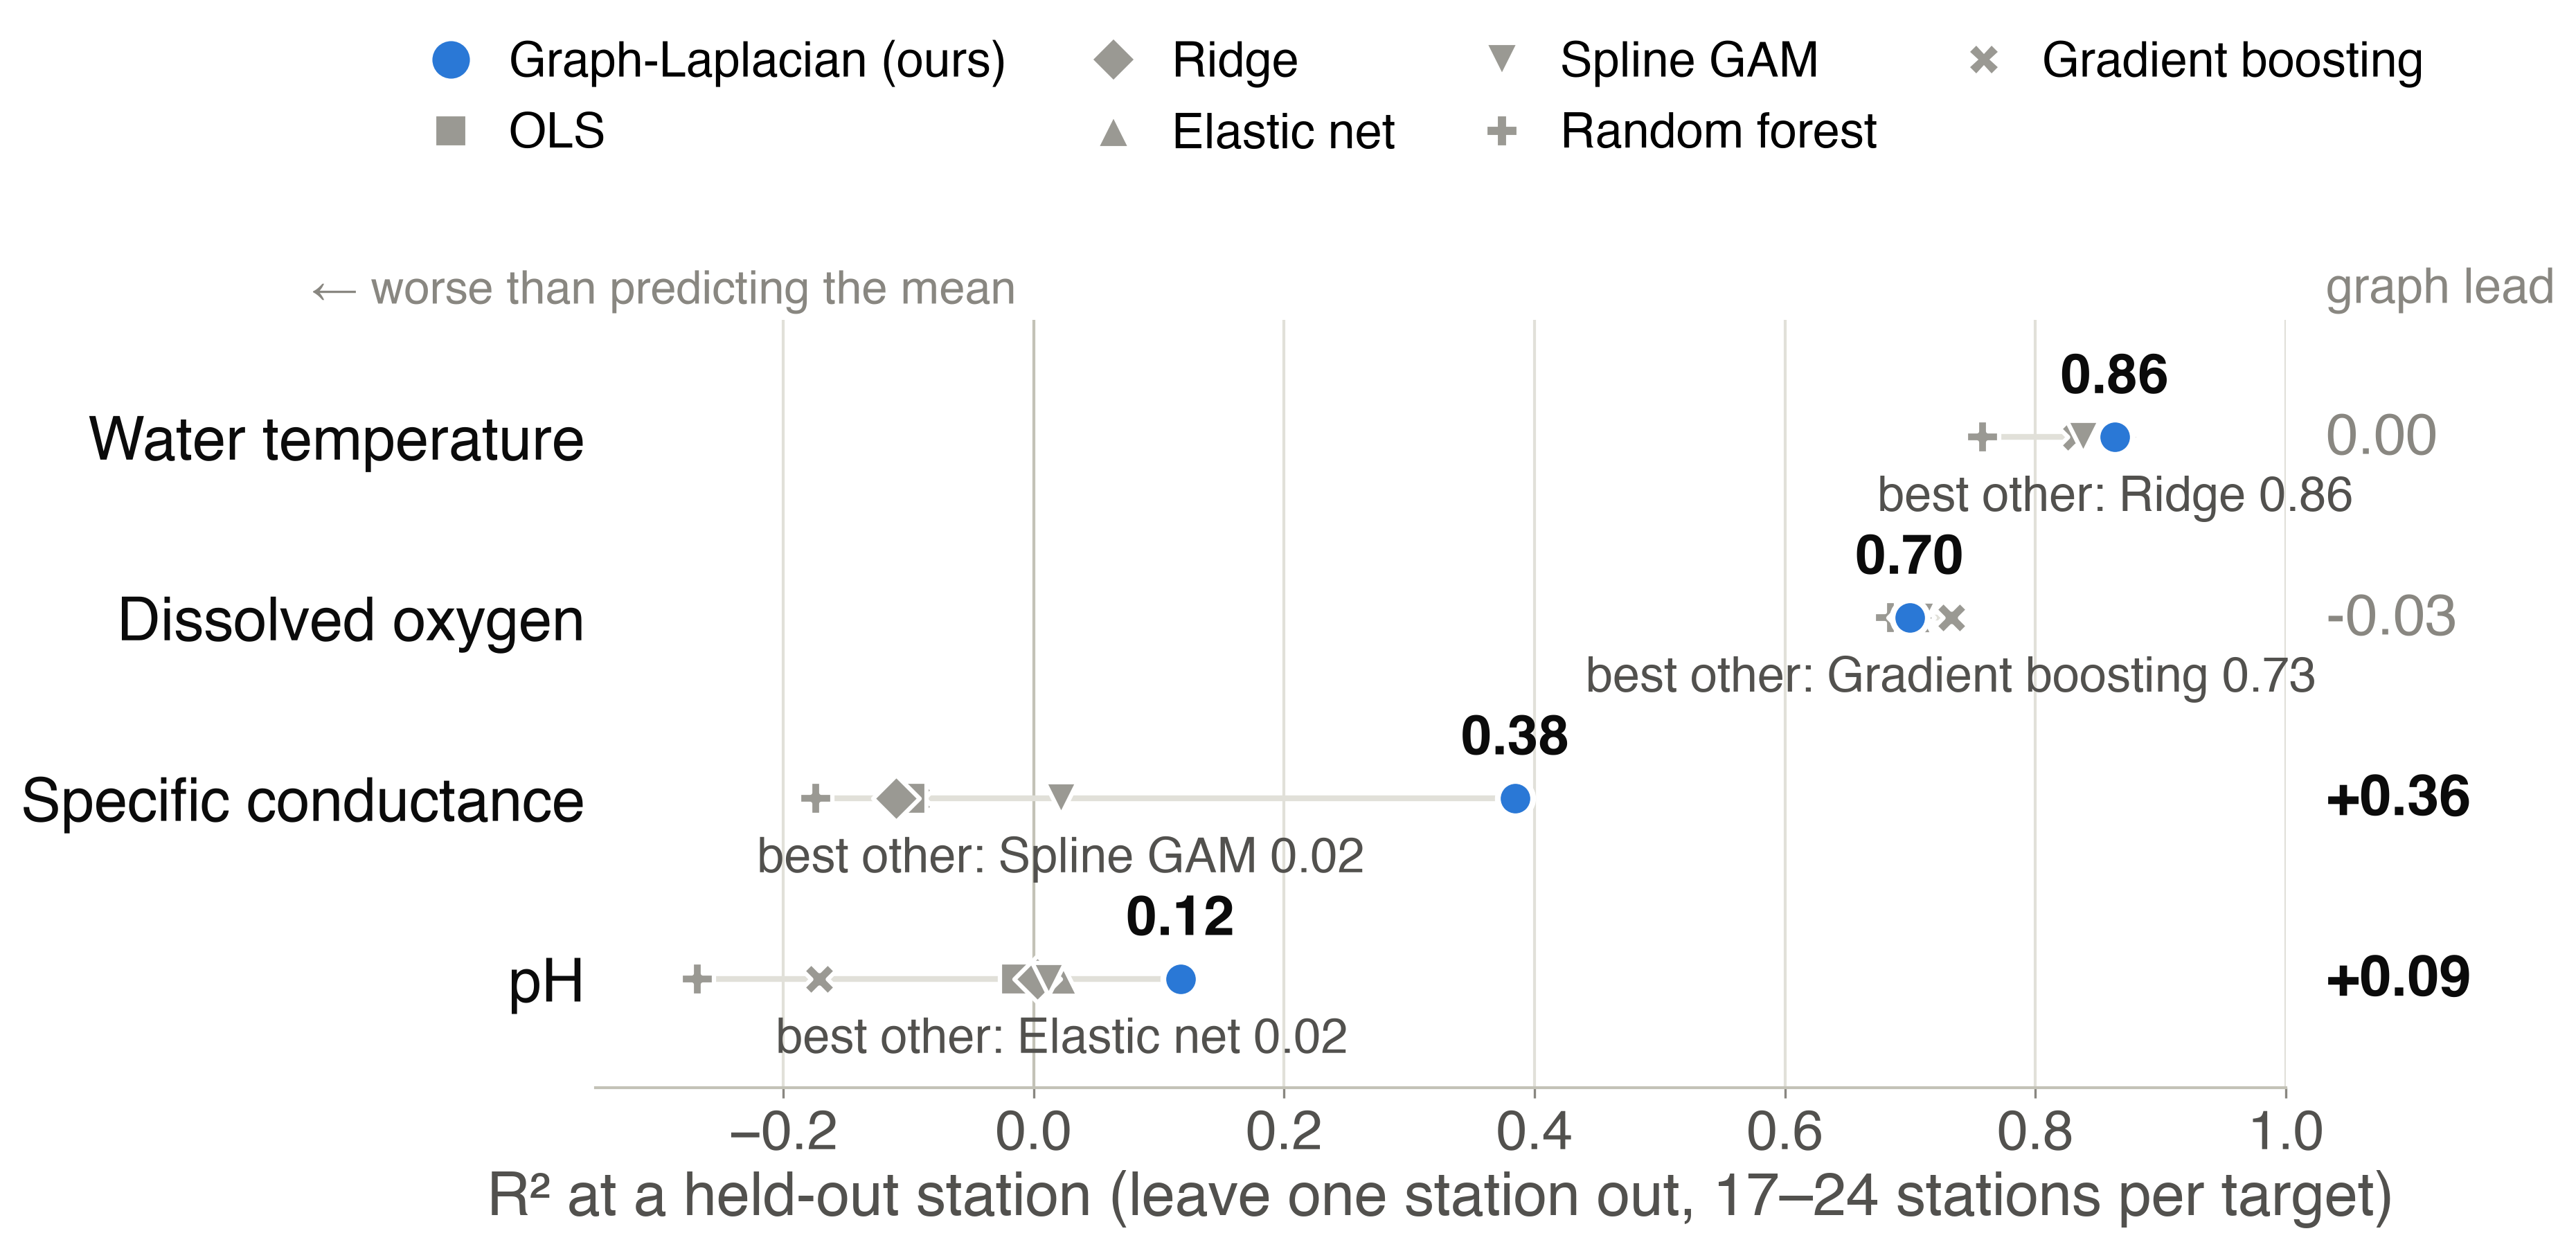 Graph-Laplacian (ours) Ridge Spline GAM Gradient boosting
OLS Elastic net Random forest
← worse than predicting the mean graph lead
0.86
Water temperature 0.00
best other: Ridge 0.86
0.70
Dissolved oxygen -0.03
best other: Gradient boosting 0.73
0.38
Specific conductance +0.36
best other: Spline GAM 0.02
0.12
pH +0.09
best other: Elastic net 0.02
−0.2 0.0 0.2 0.4 0.6 0.8 1.0
R² at a held-out station (leave one station out, 17–24 stations per target)